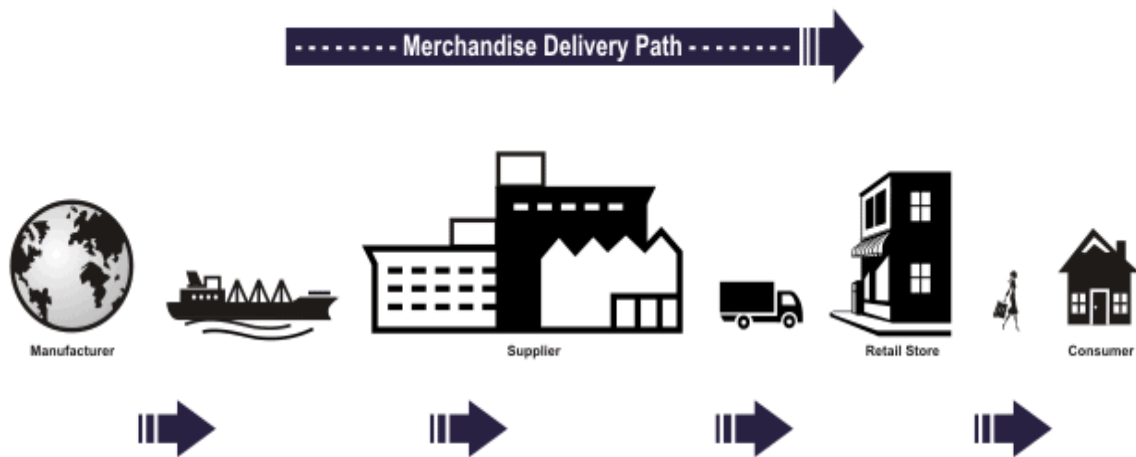 - - - - - - - - Merchandise Delivery Path - - - - - - - -
Manufacturer
Supplier
Retail Store
Consumer